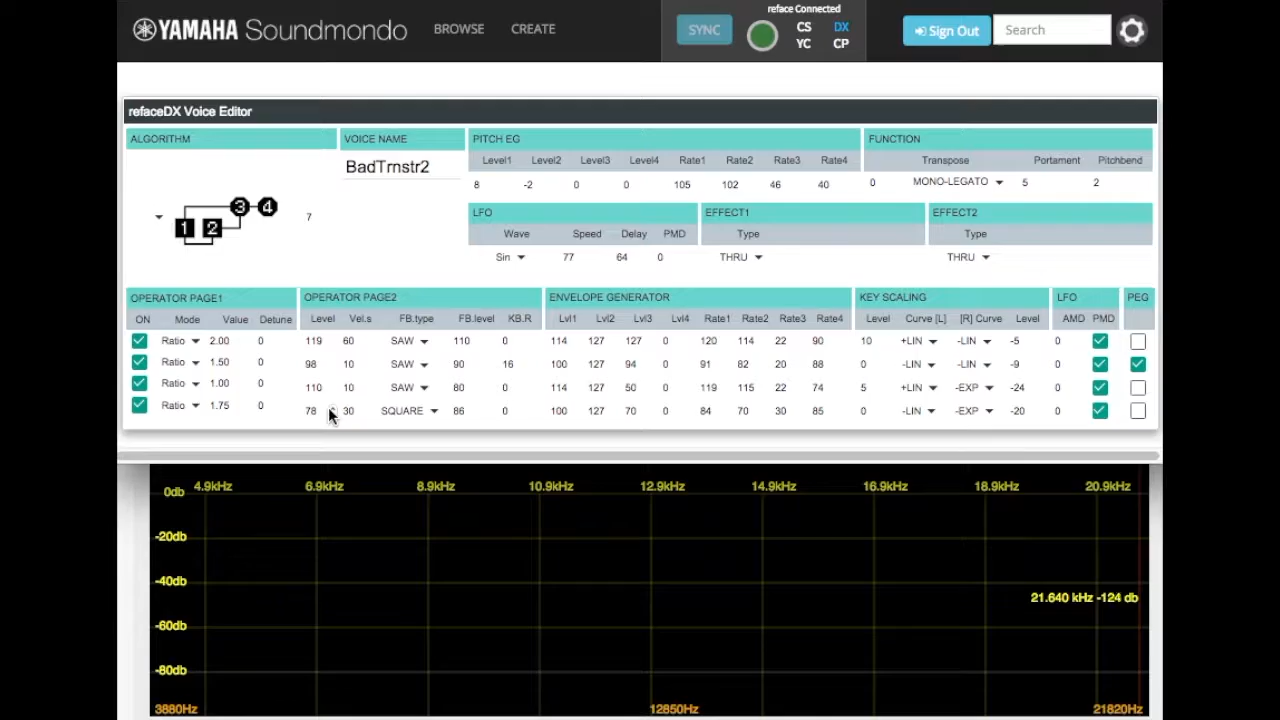 YAMAHA Soundmondo BROWSE CREATE SYNC reface Connected CS DX YC CP Sign Out Search
refaceDX Voice Editor
ALGORITHM VOICE NAME PITCH EG FUNCTION
Level1 Level2 Level3 Level4 Rate1 Rate2 Rate3 Rate4 Transpose Portament Pitchbend
BadTrnstr2
8 -2 0 0 105 102 46 40 0 MONO-LEGATO 5 2
3 4
1 2
7
LFO EFFECT1 EFFECT2
Wave Speed Delay PMD Type Type
Sin 77 64 0 THRU THRU
OPERATOR PAGE1 OPERATOR PAGE2 ENVELOPE GENERATOR KEY SCALING LFO PEG
ON Mode Value Detune Level Vel.s FB.type FB.level KB.R Lvl1 Lvl2 Lvl3 Lvl4 Rate1 Rate2 Rate3 Rate4 Level Curve [L] [R] Curve Level AMD PMD
Ratio 2.00 0 119 60 SAW 110 0 114 127 127 0 120 114 22 90 10 +LIN -LIN -5 0
Ratio 1.50 0 98 10 SAW 90 16 100 127 94 0 91 82 20 88 0 -LIN -LIN -9 0
Ratio 1.00 0 110 10 SAW 80 0 114 127 50 0 119 115 22 74 5 +LIN -EXP -24 0
Ratio 1.75 0 78 30 SQUARE 86 0 100 127 70 0 84 70 30 85 0 -LIN -EXP -20 0
0db 4.9kHz 6.9kHz 8.9kHz 10.9kHz 12.9kHz 14.9kHz 16.9kHz 18.9kHz 20.9kHz
-20db
-40db
21.640 kHz -124 db
-60db
-80db
3880Hz 12850Hz 21820Hz